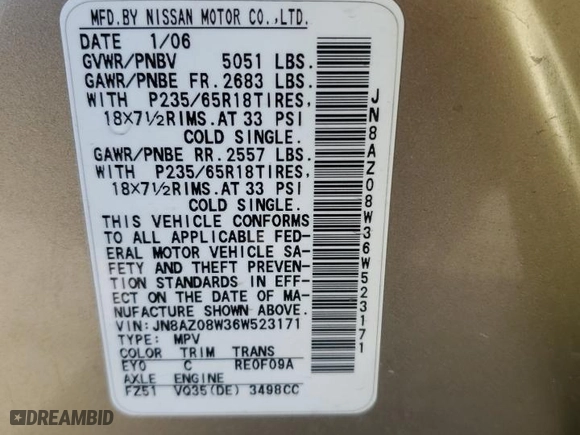 MFD.BY NISSAN MOTOR CO.,LTD.
DATE 1/06
GVWR/PNBV 5051 LBS.
GAWR/PNBE FR. 2683 LBS.
WITH P235/65R18TIRES,
18×7½RIMS.AT 33 PSI
COLD SINGLE.
GAWR/PNBE RR. 2557 LBS.
WITH P235/65R18TIRES,
18×7½RIMS.AT 33 PSI
COLD SINGLE.
THIS VEHICLE CONFORMS
TO ALL APPLICABLE FED-
ERAL MOTOR VEHICLE SA-
FETY AND THEFT PREVEN-
TION STANDARDS IN EFF-
ECT ON THE DATE OF MA-
NUFACTURE SHOWN ABOVE.
VIN:JN8AZ08W36W523171
TYPE: MPV
COLOR TRIM TRANS
EY0 C RE0F09A
AXLE ENGINE
FZ51 VQ35(DE) 3498CC
JN8AZ08W36W523171
DREAMBID